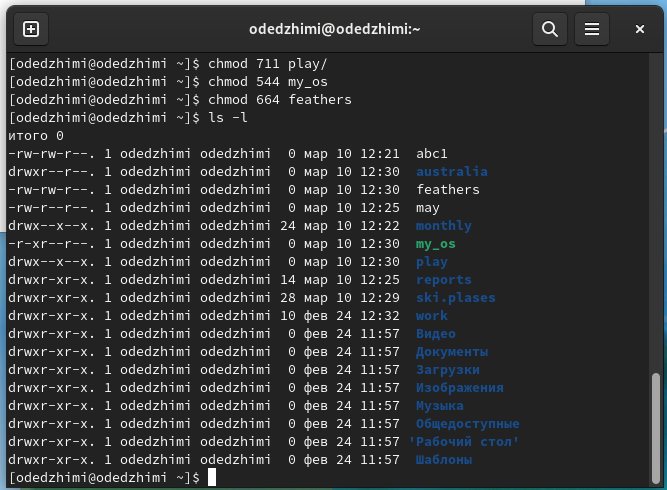 odedzhimi@odedzhimi:~
[odedzhimi@odedzhimi ~]$ chmod 711 play/
[odedzhimi@odedzhimi ~]$ chmod 544 my_os
[odedzhimi@odedzhimi ~]$ chmod 664 feathers
[odedzhimi@odedzhimi ~]$ ls -l
итого 0
-rw-rw-r--. 1 odedzhimi odedzhimi  0 мар 10 12:21  abc1
drwxr--r--. 1 odedzhimi odedzhimi  0 мар 10 12:30  australia
-rw-rw-r--. 1 odedzhimi odedzhimi  0 мар 10 12:30  feathers
-rw-r--r--. 1 odedzhimi odedzhimi  0 мар 10 12:25  may
drwx--x--x. 1 odedzhimi odedzhimi 24 мар 10 12:22  monthly
-r-xr--r--. 1 odedzhimi odedzhimi  0 мар 10 12:30  my_os
drwx--x--x. 1 odedzhimi odedzhimi  0 мар 10 12:30  play
drwxr-xr-x. 1 odedzhimi odedzhimi 14 мар 10 12:25  reports
drwxr-xr-x. 1 odedzhimi odedzhimi 28 мар 10 12:29  ski.plases
drwxr-xr-x. 1 odedzhimi odedzhimi 10 фев 24 12:32  work
drwxr-xr-x. 1 odedzhimi odedzhimi  0 фев 24 11:57  Видео
drwxr-xr-x. 1 odedzhimi odedzhimi  0 фев 24 11:57  Документы
drwxr-xr-x. 1 odedzhimi odedzhimi  0 фев 24 11:57  Загрузки
drwxr-xr-x. 1 odedzhimi odedzhimi  0 фев 24 11:57  Изображения
drwxr-xr-x. 1 odedzhimi odedzhimi  0 фев 24 11:57  Музыка
drwxr-xr-x. 1 odedzhimi odedzhimi  0 фев 24 11:57  Общедоступные
drwxr-xr-x. 1 odedzhimi odedzhimi  0 фев 24 11:57 'Рабочий стол'
drwxr-xr-x. 1 odedzhimi odedzhimi  0 фев 24 11:57  Шаблоны
[odedzhimi@odedzhimi ~]$